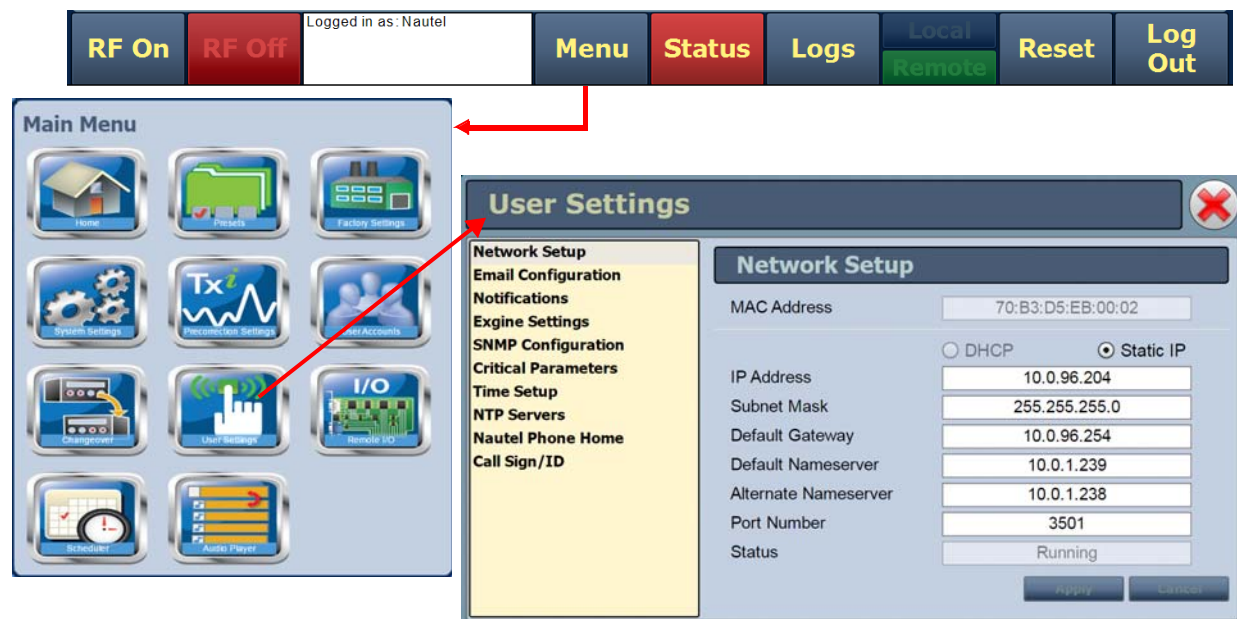 RF On
RF Off
Logged in as: Nautel
Menu
Status
Logs
Local
Remote
Reset
Log
Out
Main Menu
Home
Presets
Factory Settings
Tx i
System Settings
Precorrection Settings
User Accounts
I/O
Changeover
User Settings
Remote I/O
Scheduler
Audio Player
User Settings
Network Setup
Email Configuration
Notifications
Exgine Settings
SNMP Configuration
Critical Parameters
Time Setup
NTP Servers
Nautel Phone Home
Call Sign/ID
Network Setup
MAC Address 70:B3:D5:EB:00:02
DHCP Static IP
IP Address 10.0.96.204
Subnet Mask 255.255.255.0
Default Gateway 10.0.96.254
Default Nameserver 10.0.1.239
Alternate Nameserver 10.0.1.238
Port Number 3501
Status Running
Apply Cancel